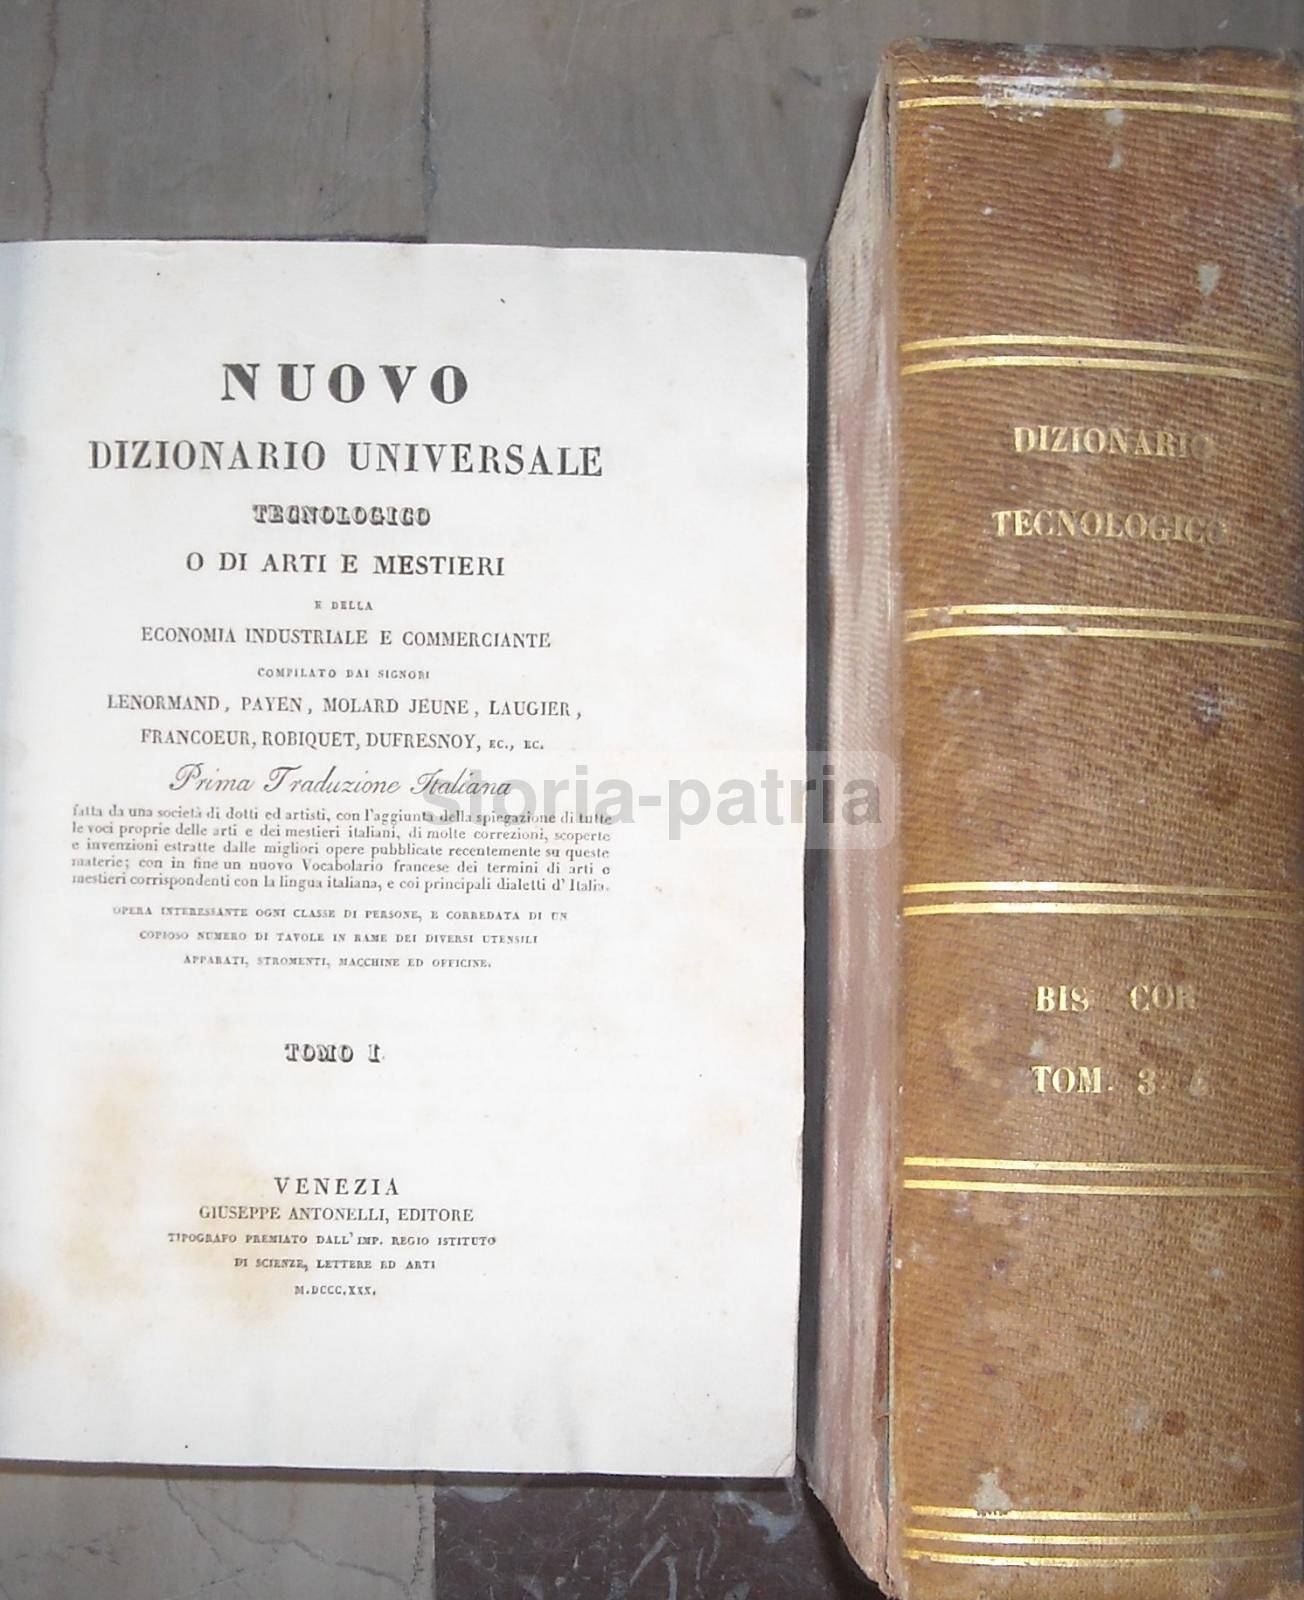 NUOVO
DIZIONARIO UNIVERSALE
TECNOLOGICO
O DI ARTI E MESTIERI
E DELLA
ECONOMIA INDUSTRIALE E COMMERCIANTE
COMPILATO DAI SIGNORI
LENORMAND, PAYEN, MOLARD JEUNE, LAUGIER,
FRANCOEUR, ROBIQUET, DUFRESNOY, EC., EC.
Prima Traduzione Italiana
fatta da una società di dotti ed artisti, con l'aggiunta della spiegazione di tutte
le voci proprie delle arti e dei mestieri italiani, di molte correzioni, scoperte
e invenzioni estratte dalle migliori opere pubblicate recentemente su queste
materie; con in fine un nuovo Vocabolario francese dei termini di arti e
mestieri corrispondenti con la lingua italiana, e coi principali dialetti d'Italia.
OPERA INTERESSANTE OGNI CLASSE DI PERSONE, E CORREDATA DI UN
COPIOSO NUMERO DI TAVOLE IN RAME DEI DIVERSI UTENSILI
APPARATI, STROMENTI, MACCHINE ED OFFICINE.
TOMO I.
VENEZIA
GIUSEPPE ANTONELLI, EDITORE
TIPOGRAFO PREMIATO DALL' IMP. REGIO ISTITUTO
DI SCIENZE, LETTERE ED ARTI
M.DCCC.XXX.
storia-patria
DIZIONARIO
TECNOLOGICO
BIS COR
TOM. 3 4